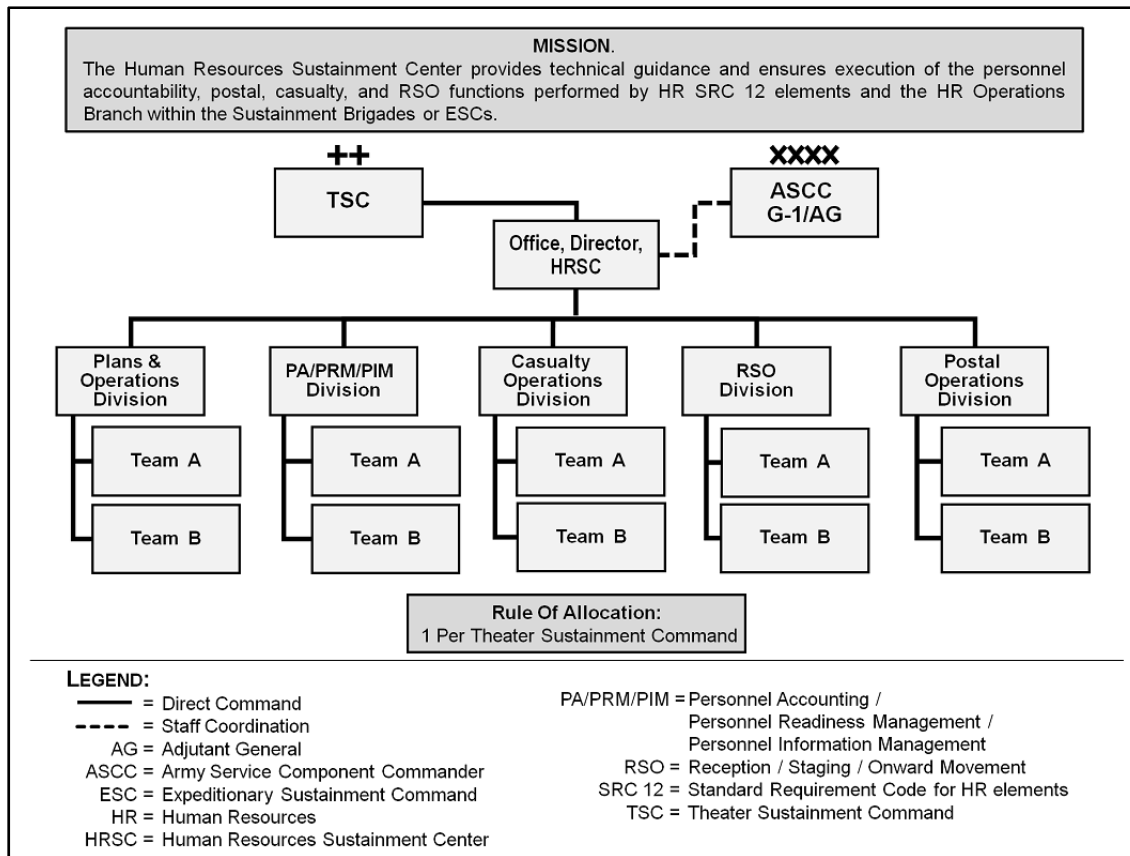 MISSION.
The Human Resources Sustainment Center provides technical guidance and ensures execution of the personnel
accountability, postal, casualty, and RSO functions performed by HR SRC 12 elements and the HR Operations
Branch within the Sustainment Brigades or ESCs.
++
TSC
XXXX
ASCC
G-1/AG
Office, Director,
HRSC
Plans &
Operations
Division
PA/PRM/PIM
Division
Casualty
Operations
Division
RSO
Division
Postal
Operations
Division
Team A
Team A
Team A
Team A
Team A
Team B
Team B
Team B
Team B
Team B
Rule Of Allocation:
1 Per Theater Sustainment Command
LEGEND:
= Direct Command
= Staff Coordination
AG = Adjutant General
ASCC = Army Service Component Commander
ESC = Expeditionary Sustainment Command
HR = Human Resources
HRSC = Human Resources Sustainment Center
PA/PRM/PIM = Personnel Accounting /
Personnel Readiness Management /
Personnel Information Management
RSO = Reception / Staging / Onward Movement
SRC 12 = Standard Requirement Code for HR elements
TSC = Theater Sustainment Command